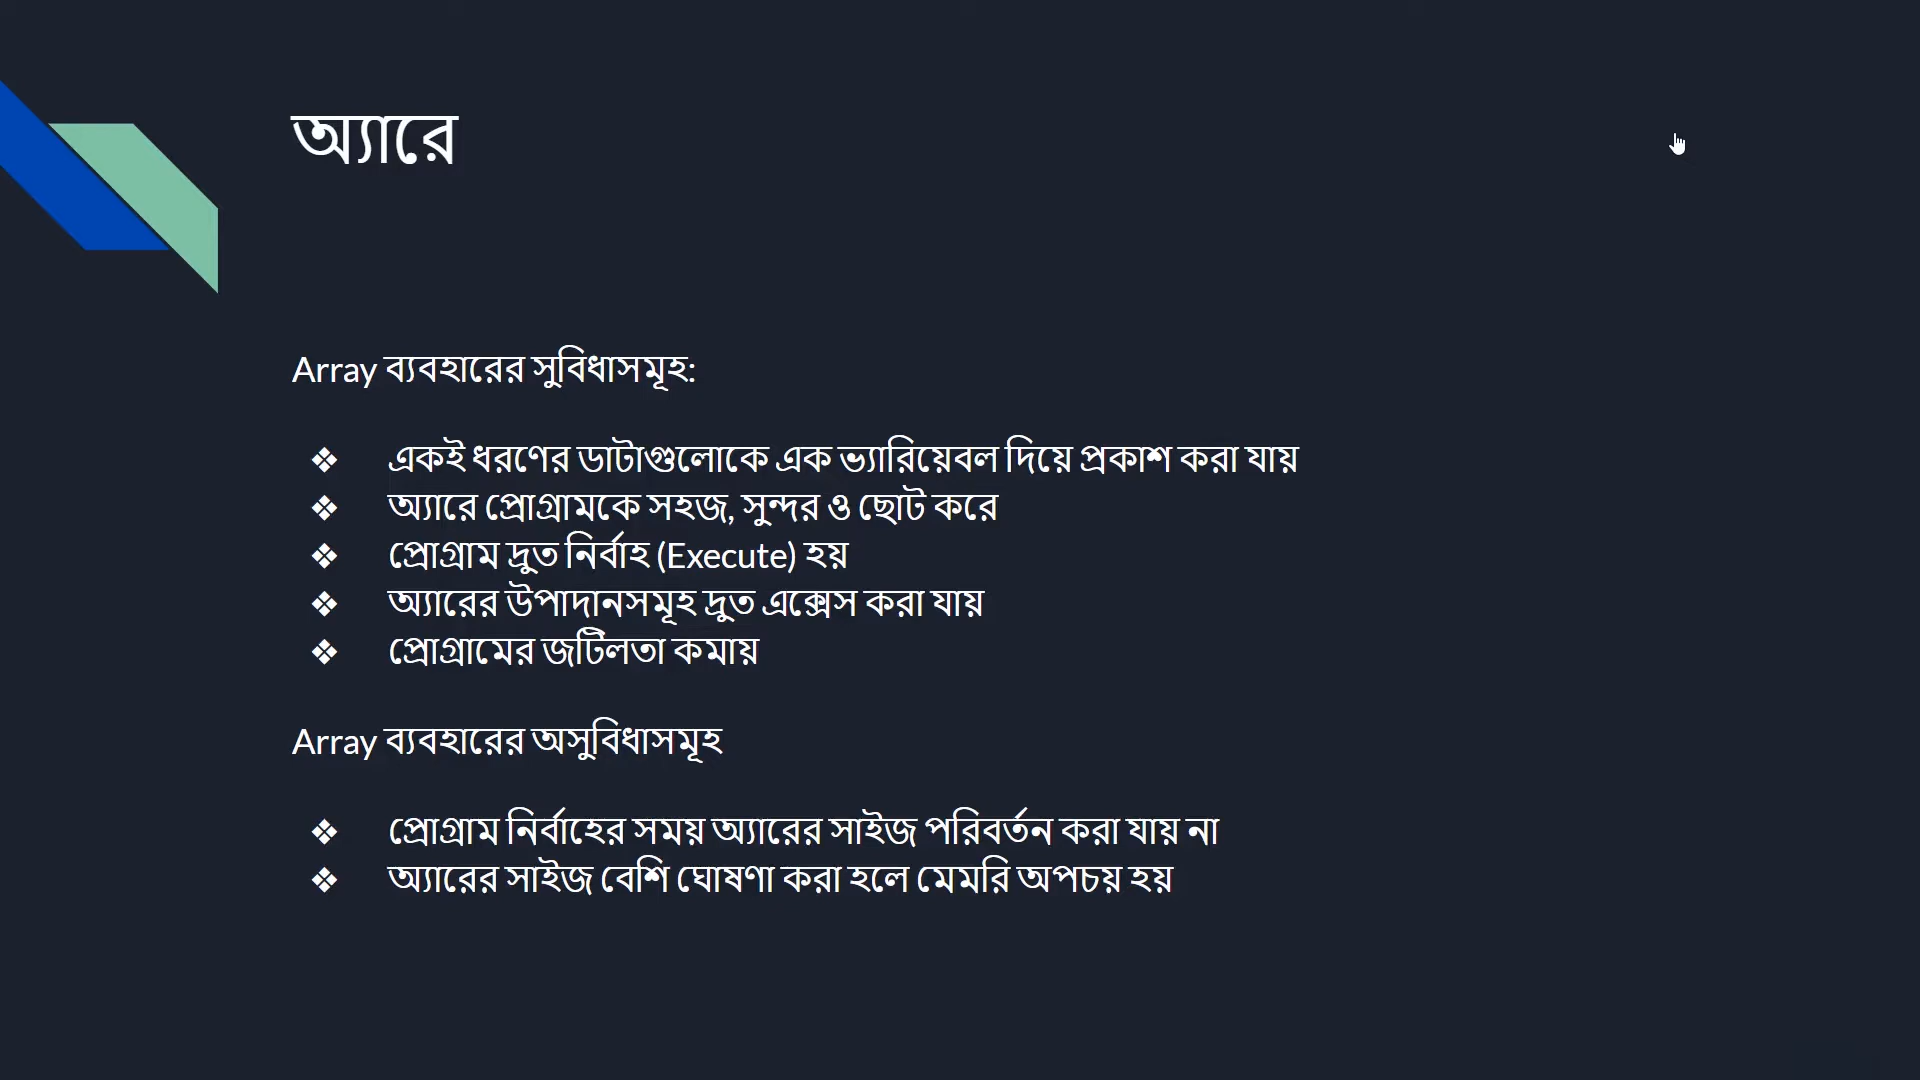 অ্যারে
Array ব্যবহারের সুবিধাসমূহ:
❖ একই ধরণের ডাটাগুলোকে এক ভ্যারিয়েবল দিয়ে প্রকাশ করা যায়
❖ অ্যারে প্রোগ্রামকে সহজ, সুন্দর ও ছোট করে
❖ প্রোগ্রাম দ্রুত নির্বাহ (Execute) হয়
❖ অ্যারের উপাদানসমূহ দ্রুত এক্সেস করা যায়
❖ প্রোগ্রামের জটিলতা কমায়
Array ব্যবহারের অসুবিধাসমূহ
❖ প্রোগ্রাম নির্বাহের সময় অ্যারের সাইজ পরিবর্তন করা যায় না
❖ অ্যারের সাইজ বেশি ঘোষণা করা হলে মেমরি অপচয় হয়